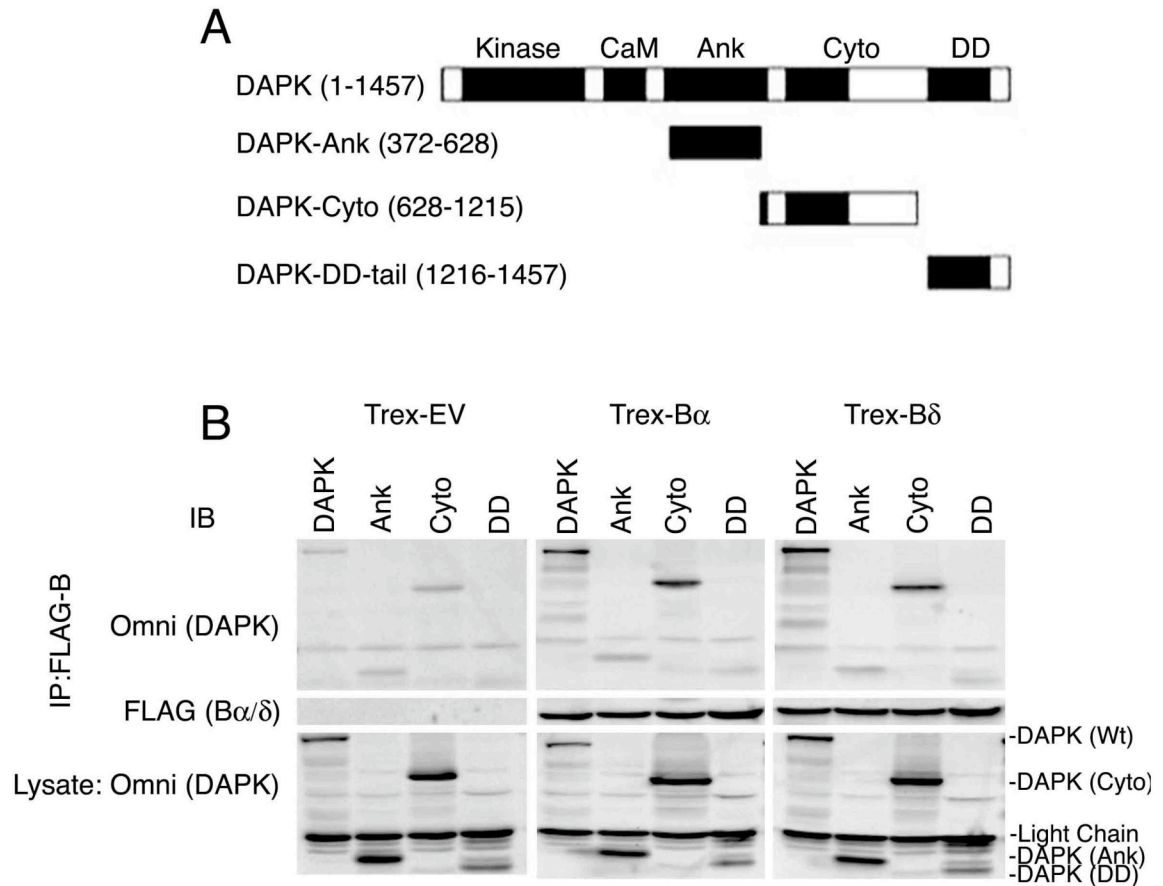 A
Kinase CaM Ank Cyto DD
DAPK (1-1457)
DAPK-Ank (372-628)
DAPK-Cyto (628-1215)
DAPK-DD-tail (1216-1457)
B
Trex-EV Trex-Bα Trex-Bδ
IB DAPK Ank Cyto DD DAPK Ank Cyto DD DAPK Ank Cyto DD
IP:FLAG-B
Omni (DAPK)
FLAG (Bα/δ)
Lysate: Omni (DAPK)
-DAPK (Wt)
-DAPK (Cyto)
-Light Chain
-DAPK (Ank)
-DAPK (DD)